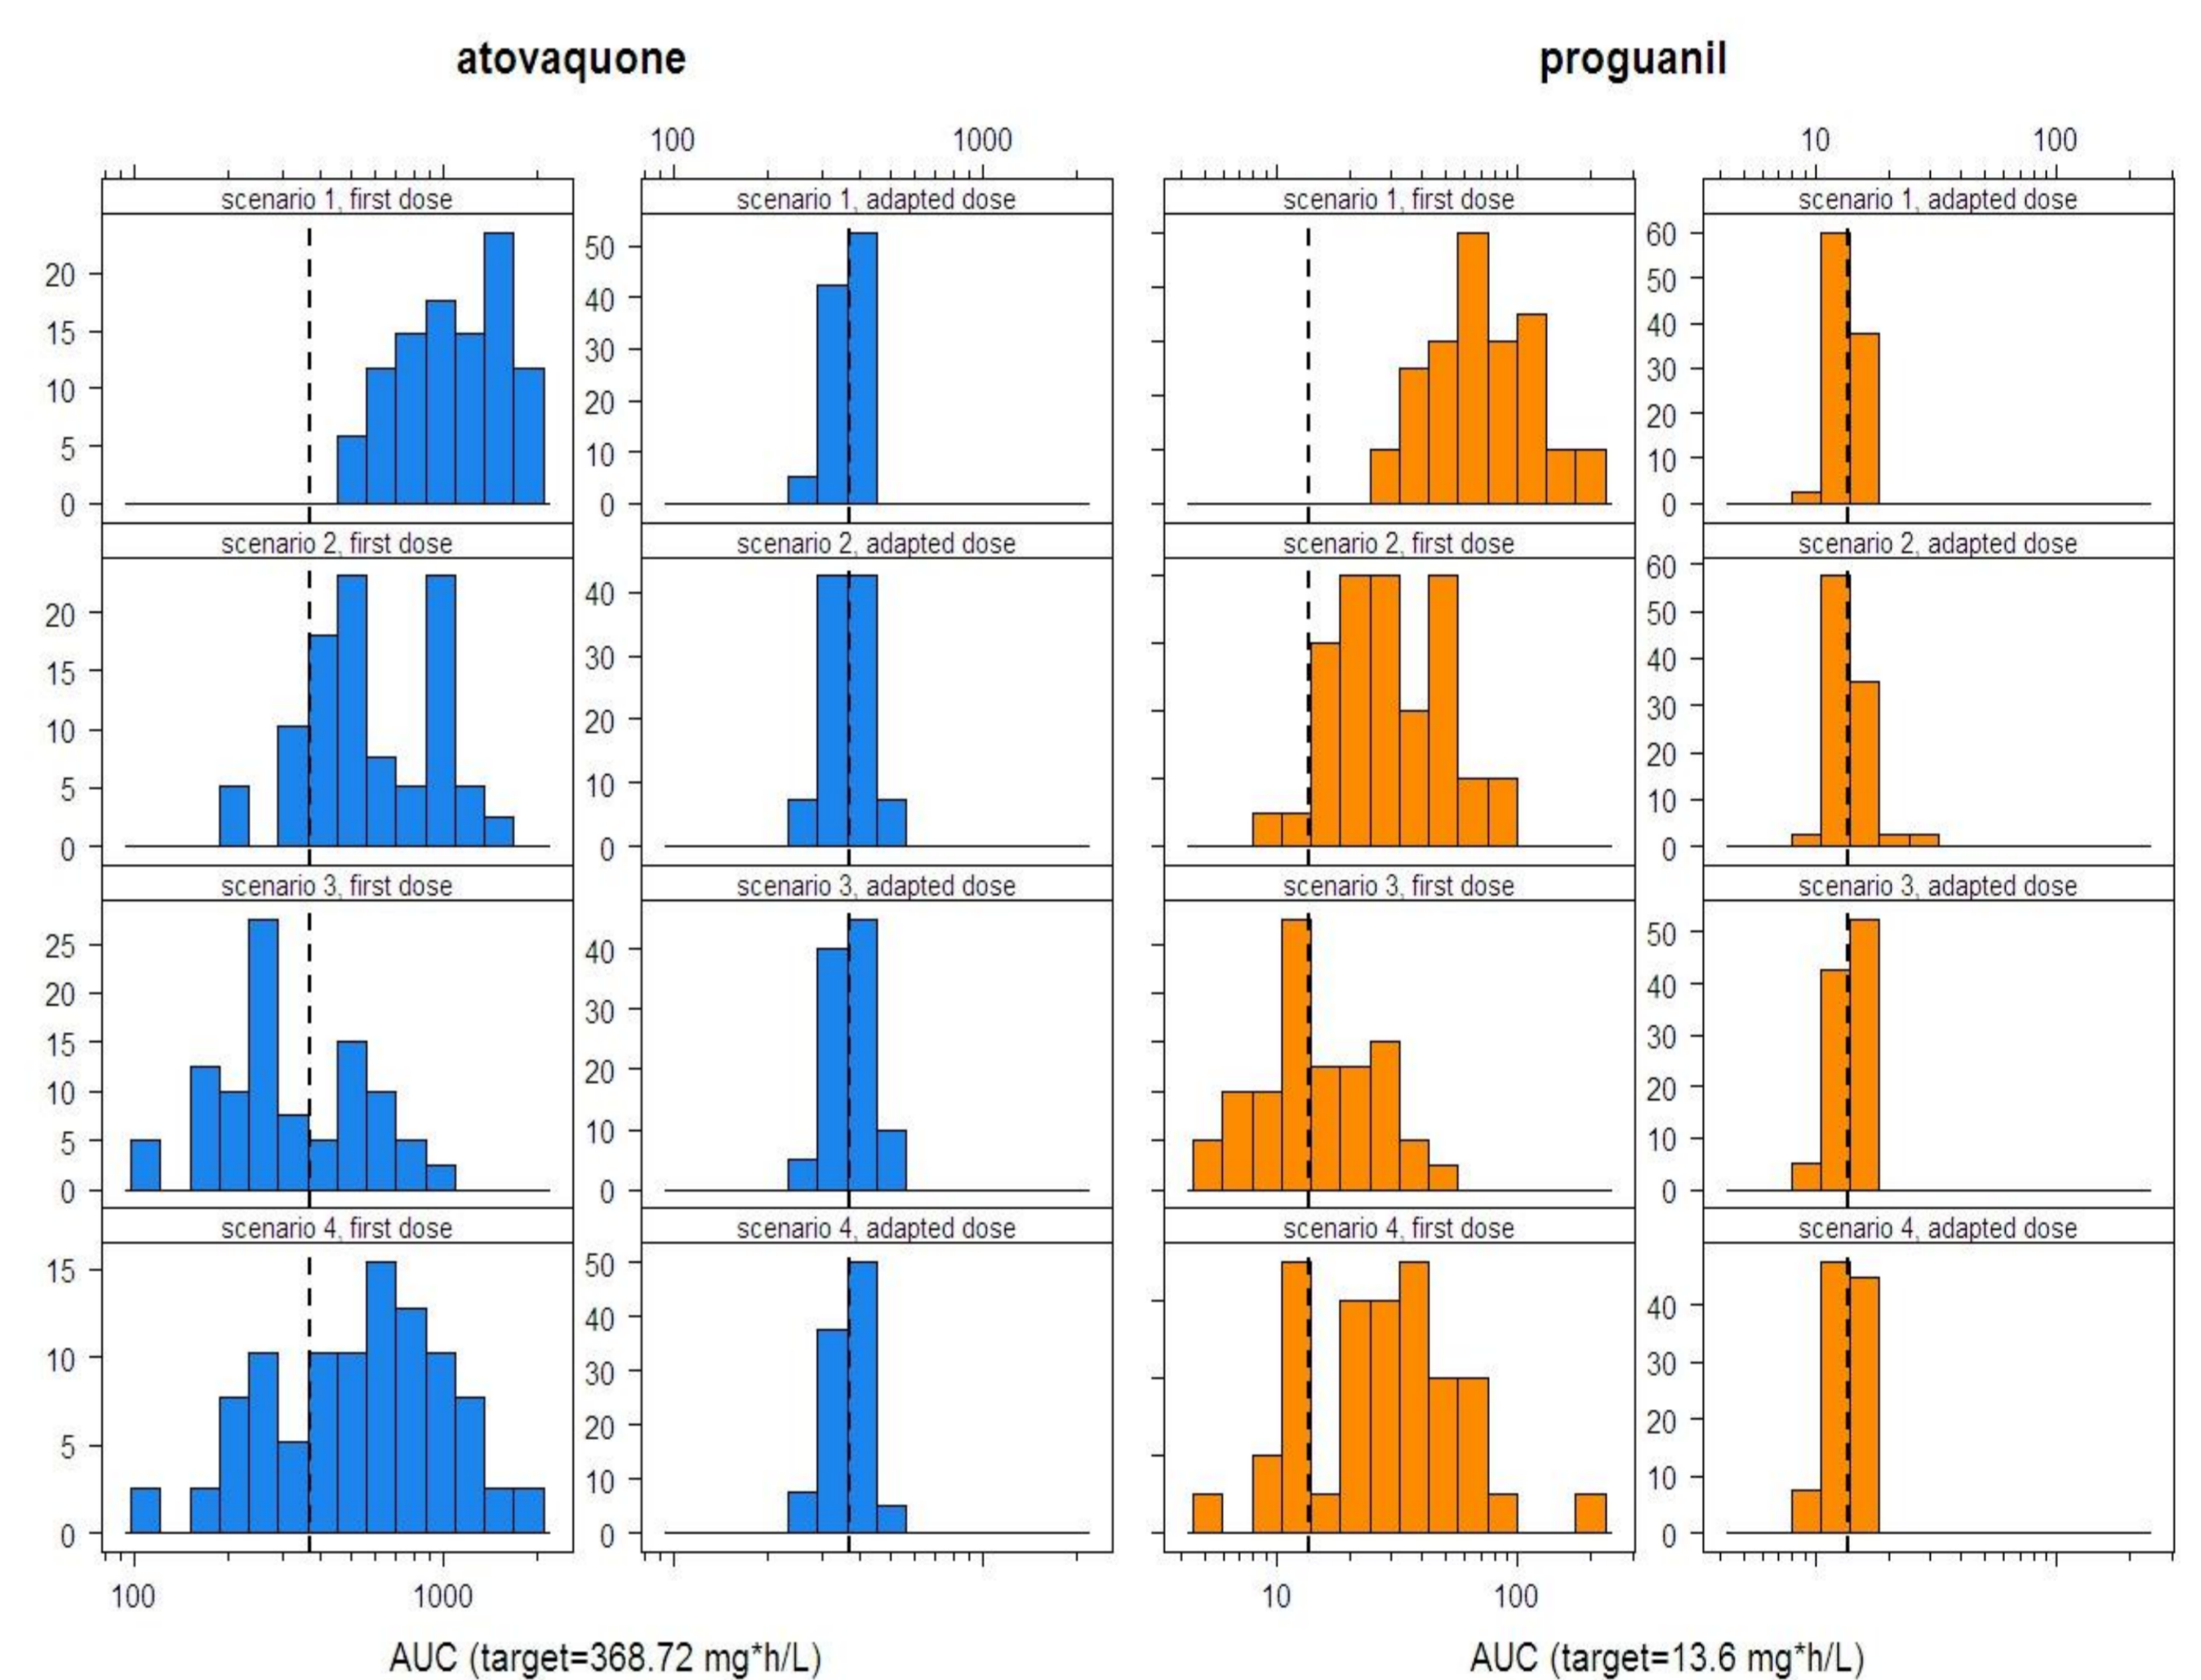 atovaquone proguanil
100 1000 10 100
scenario 1, first dose scenario 1, adapted dose scenario 1, first dose scenario 1, adapted dose
20 15 10 5 0
50 40 30 20 10 0
60 50 40 30 20 10 0
scenario 2, first dose scenario 2, adapted dose scenario 2, first dose scenario 2, adapted dose
20 15 10 5 0
40 30 20 10 0
60 50 40 30 20 10 0
scenario 3, first dose scenario 3, adapted dose scenario 3, first dose scenario 3, adapted dose
25 20 15 10 5 0
40 30 20 10 0
50 40 30 20 10 0
scenario 4, first dose scenario 4, adapted dose scenario 4, first dose scenario 4, adapted dose
15 10 5 0
50 40 30 20 10 0
40 30 20 10 0
100 1000 10 100
AUC (target=368.72 mg*h/L) AUC (target=13.6 mg*h/L)